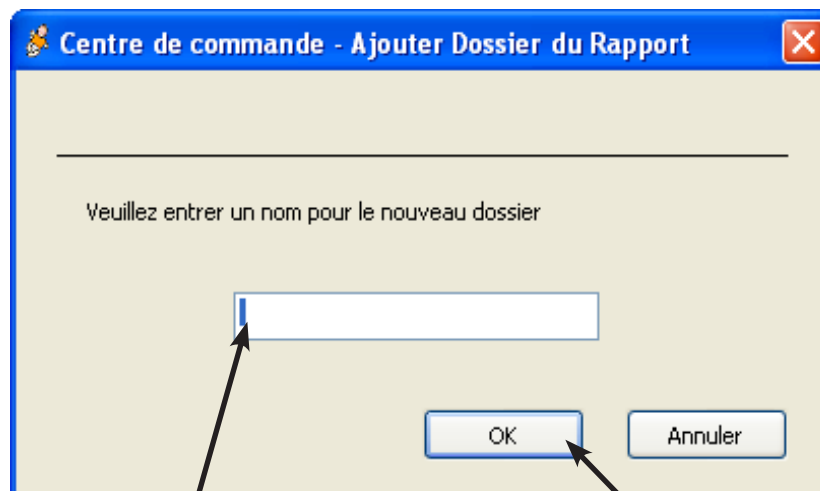 Centre de commande - Ajouter Dossier du Rapport
Veuillez entrer un nom pour le nouveau dossier
OK
Annuler